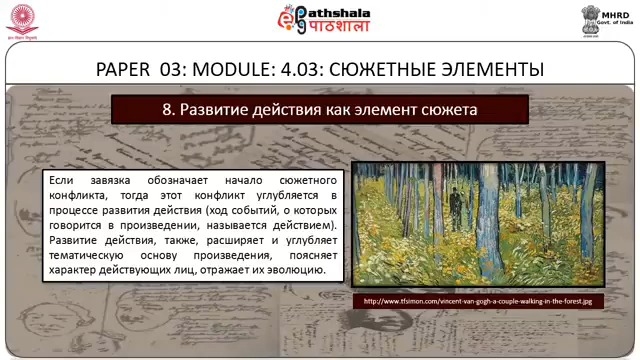 Pathshala
पाठशाला
MHRD
Govt. of India
PAPER 03: MODULE: 4.03: СЮЖЕТНЫЕ ЭЛЕМЕНТЫ
8. Развитие действия как элемент сюжета
Если завязка обозначает начало сюжетного
конфликта, тогда этот конфликт углубляется в
процессе развития действия (ход событий, о которых
говорится в произведении, называется действием).
Развитие действия, также, расширяет и углубляет
тематическую основу произведения, поясняет
характер действующих лиц, отражает их эволюцию.
http://www.tfsimon.com/vincent-van-gogh-a-couple-walking-in-the-forest.jpg